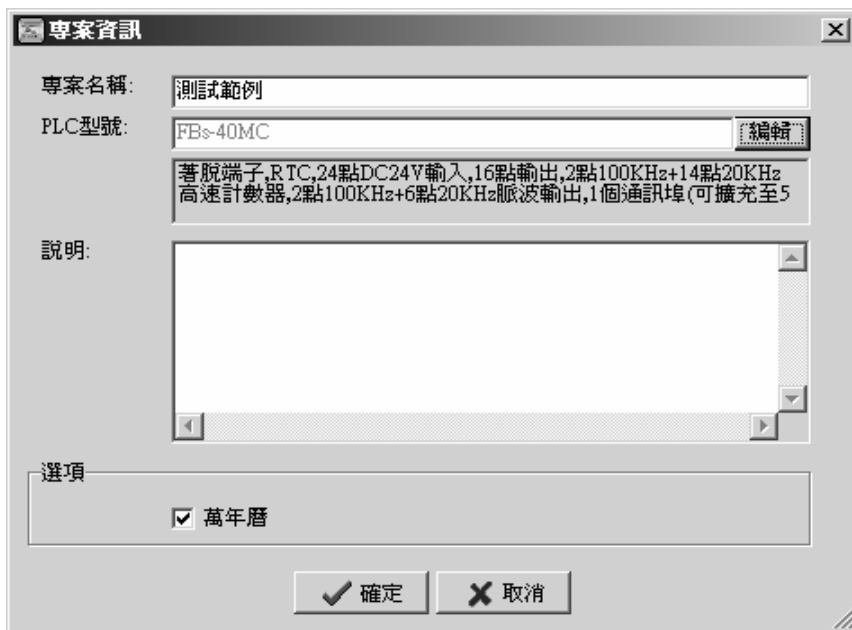 專案資訊
專案名稱:
測試範例
PLC型號:
FBs-40MC
編輯
著脫端子,RTC,24點DC24V輸入,16點輸出,2點100KHz+14點20KHz
高速計數器,2點100KHz+6點20KHz脈波輸出,1個通訊埠(可擴充至5
說明:
選項
萬年曆
確定
取消